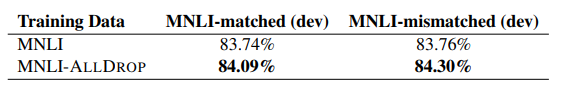 Training Data MNLI-matched (dev) MNLI-mismatched (dev)
MNLI 83.74% 83.76%
MNLI-ALLDROP 84.09% 84.30%